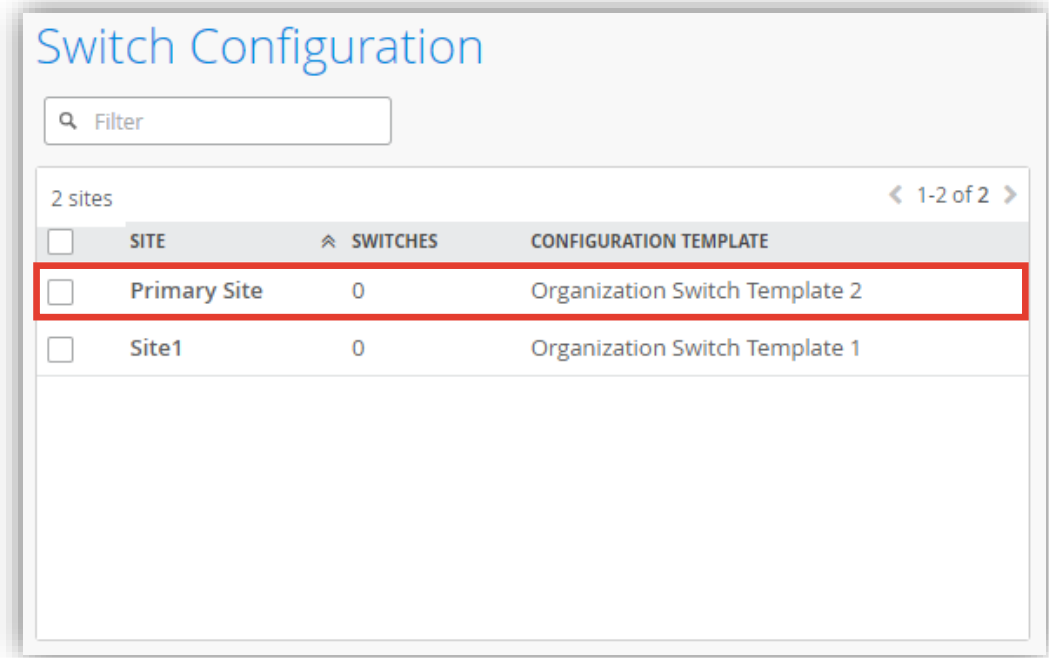 Switch Configuration
Filter
2 sites
1-2 of 2
SITE SWITCHES CONFIGURATION TEMPLATE
Primary Site 0 Organization Switch Template 2
Site1 0 Organization Switch Template 1